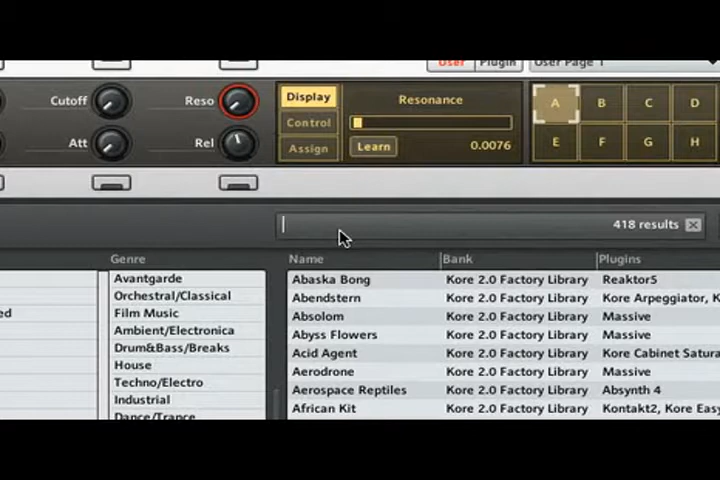 User Plugin User Page 1
Cutoff Reso Display Resonance A B C D
Control
Att Rel Assign Learn 0.0076 E F G H
418 results
Genre Name Bank Plugins
Avantgarde Abaska Bong Kore 2.0 Factory Library Reaktor5
Orchestral/Classical Abendstern Kore 2.0 Factory Library Kore Arpeggiator, K
ed Film Music Absolom Kore 2.0 Factory Library Massive
Ambient/Electronica Abyss Flowers Kore 2.0 Factory Library Massive
Drum&Bass/Breaks Acid Agent Kore 2.0 Factory Library Kore Cabinet Satura
House Aerodrone Kore 2.0 Factory Library Massive
Techno/Electro Aerospace Reptiles Kore 2.0 Factory Library Absynth 4
Industrial African Kit Kore 2.0 Factory Library Kontakt2, Kore Easy
Dance/Trance